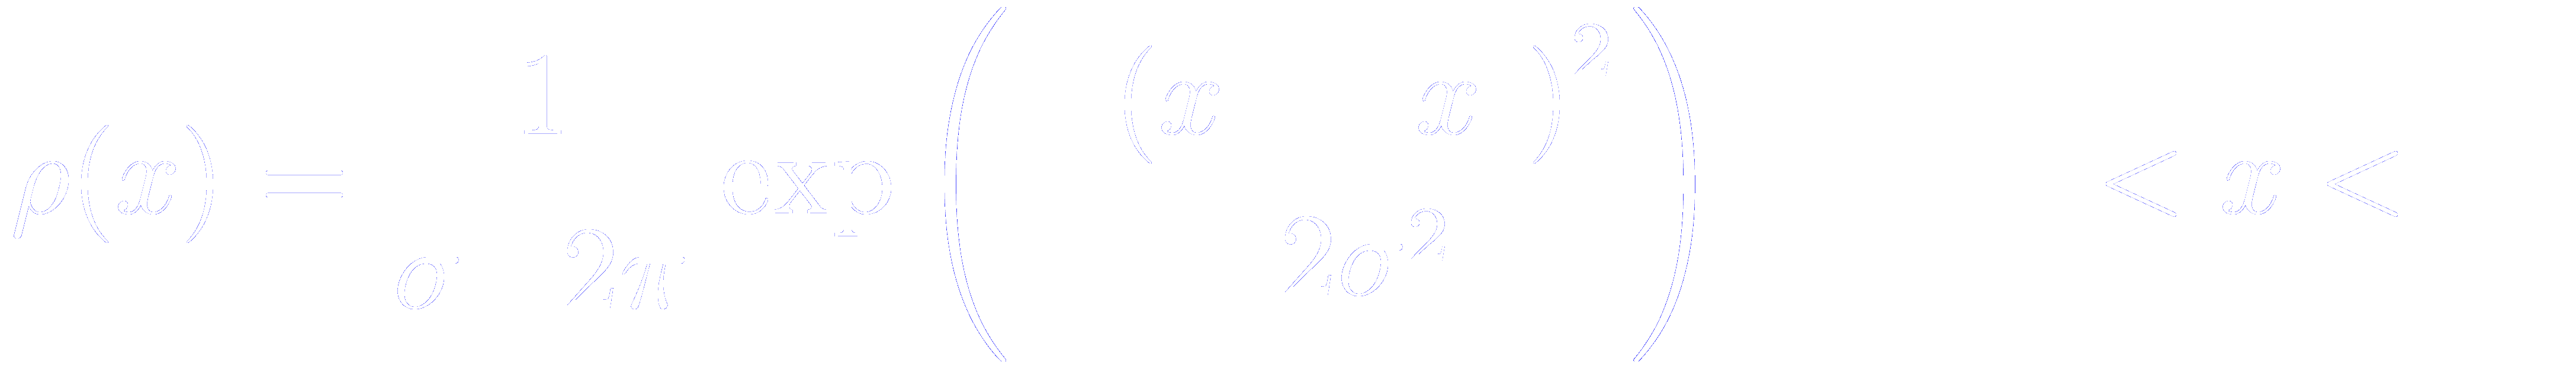 ρ(x) = 1 / (σ 2π) exp( (x x)² / 2σ² ) < x <